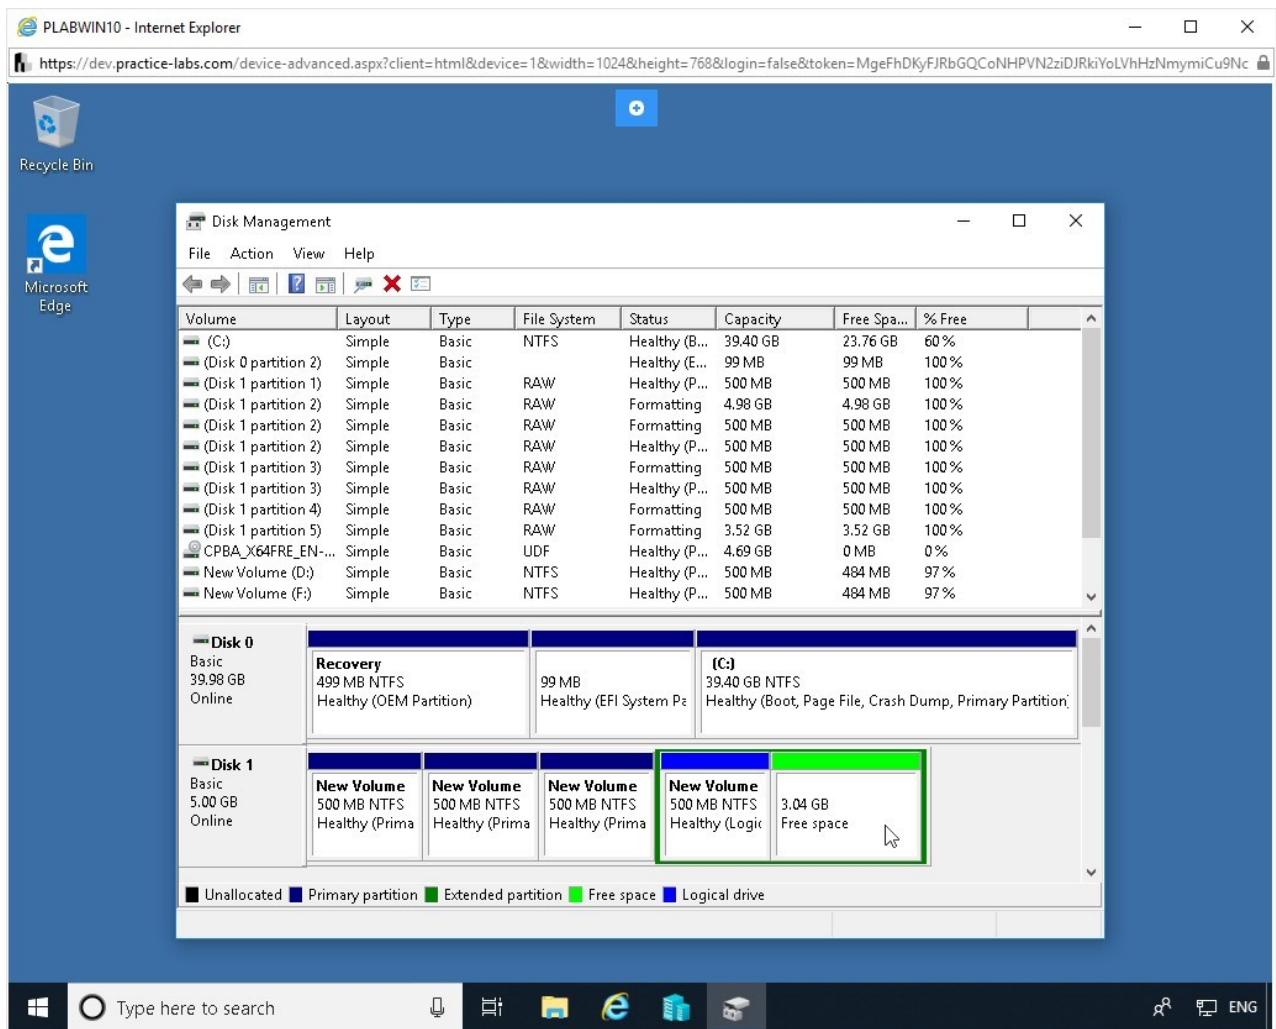 PLABWIN10 - Internet Explorer
https://dev.practice-labs.com/device-advanced.aspx?client=html&device=1&width=1024&height=768&login=false&token=MgeFhDKyFJRbGQCoNHPVN2ziDJRkiYoLVhHzNmymiCu9Nc
Recycle Bin
Microsoft
Edge
Disk Management
File Action View Help
Volume Layout Type File System Status Capacity Free Spa... % Free
(C:) Simple Basic NTFS Healthy (B... 39.40 GB 23.76 GB 60 %
(Disk 0 partition 2) Simple Basic Healthy (E... 99 MB 99 MB 100 %
(Disk 1 partition 1) Simple Basic RAW Healthy (P... 500 MB 500 MB 100 %
(Disk 1 partition 2) Simple Basic RAW Formatting 4.98 GB 4.98 GB 100 %
(Disk 1 partition 2) Simple Basic RAW Formatting 500 MB 500 MB 100 %
(Disk 1 partition 2) Simple Basic RAW Healthy (P... 500 MB 500 MB 100 %
(Disk 1 partition 3) Simple Basic RAW Formatting 500 MB 500 MB 100 %
(Disk 1 partition 3) Simple Basic RAW Healthy (P... 500 MB 500 MB 100 %
(Disk 1 partition 4) Simple Basic RAW Formatting 500 MB 500 MB 100 %
(Disk 1 partition 5) Simple Basic RAW Formatting 3.52 GB 3.52 GB 100 %
CPBA_X64FRE_EN-... Simple Basic UDF Healthy (P... 4.69 GB 0 MB 0 %
New Volume (D:) Simple Basic NTFS Healthy (P... 500 MB 484 MB 97 %
New Volume (F:) Simple Basic NTFS Healthy (P... 500 MB 484 MB 97 %
Disk 0
Basic
39.98 GB
Online
Recovery
499 MB NTFS
Healthy (OEM Partition)
99 MB
Healthy (EFI System Pa
(C:)
39.40 GB NTFS
Healthy (Boot, Page File, Crash Dump, Primary Partition)
Disk 1
Basic
5.00 GB
Online
New Volume
500 MB NTFS
Healthy (Prima
New Volume
500 MB NTFS
Healthy (Prima
New Volume
500 MB NTFS
Healthy (Prima
New Volume
500 MB NTFS
Healthy (Logic
3.04 GB
Free space
Unallocated Primary partition Extended partition Free space Logical drive
Type here to search
ENG